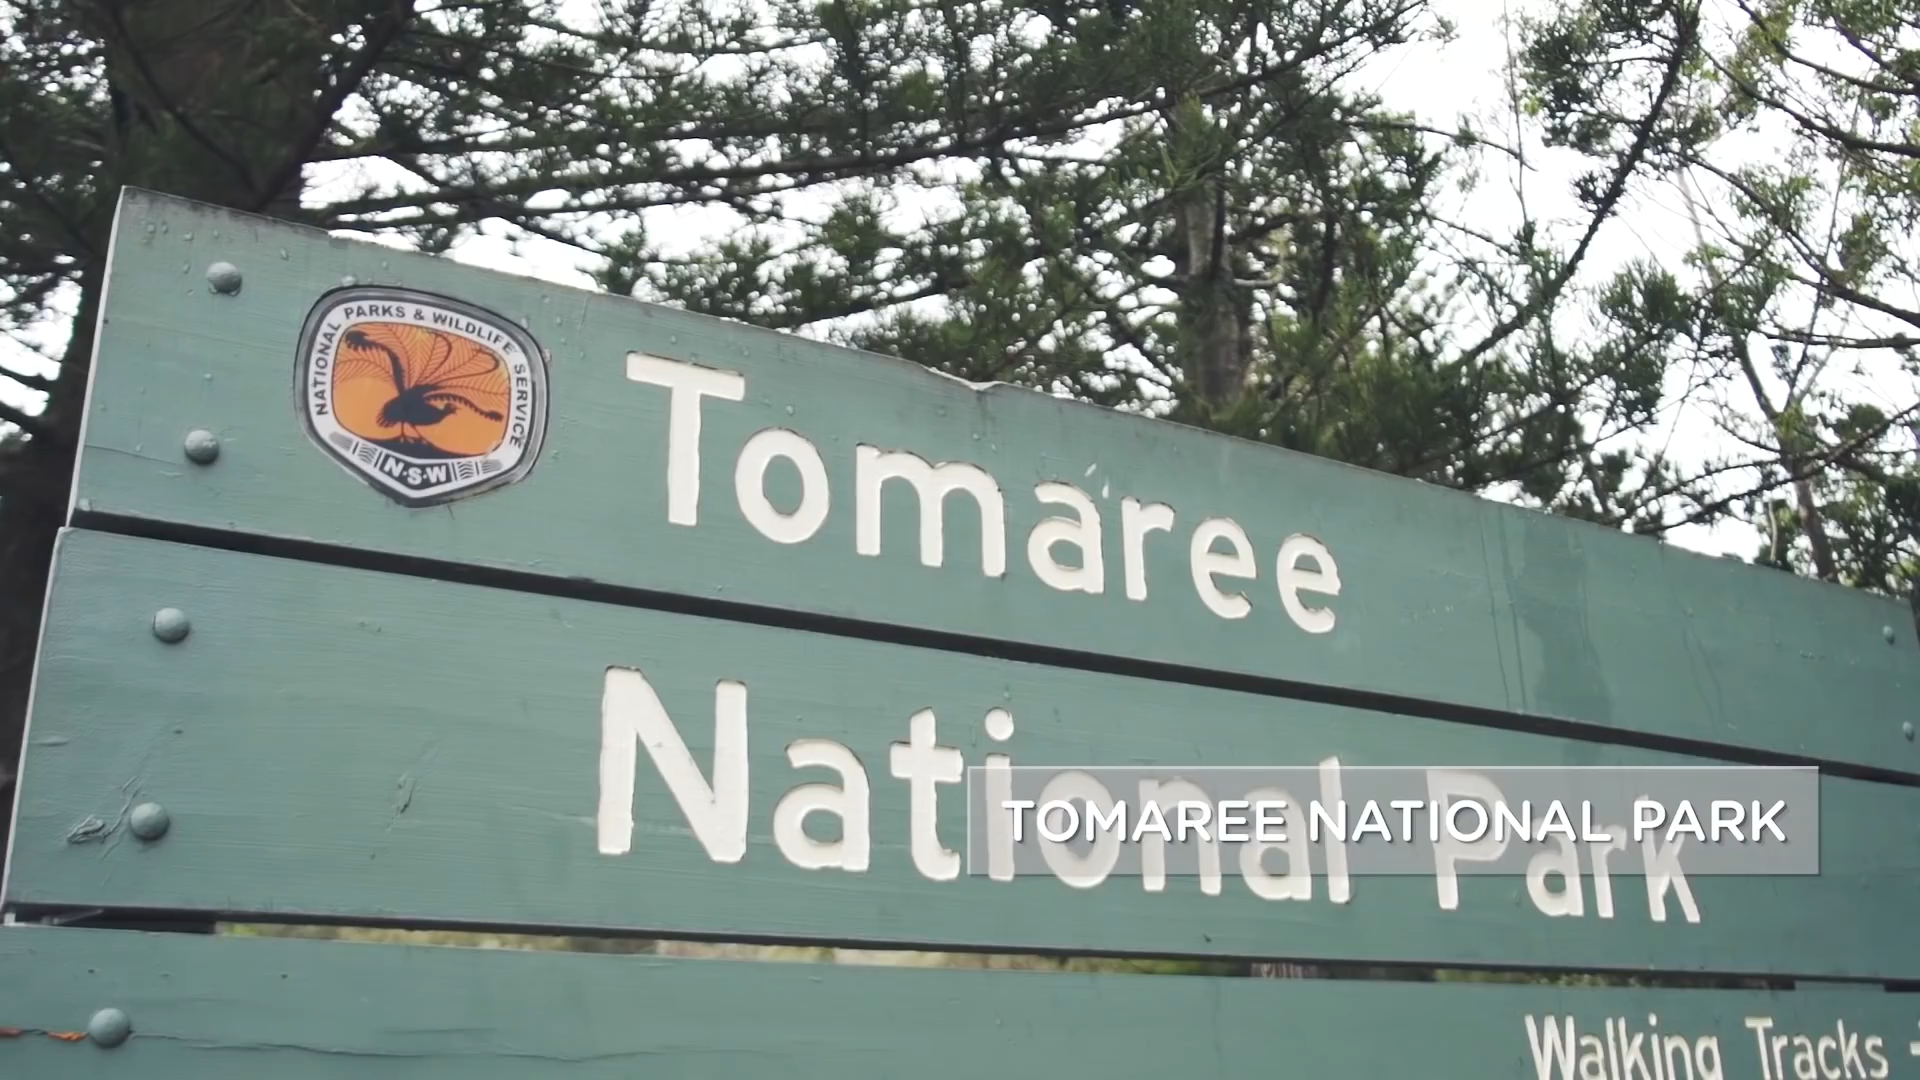 NATIONAL PARKS & WILDLIFE SERVICE
N·S·W
Tomaree
National Park
TOMAREE NATIONAL PARK
Walking Tracks